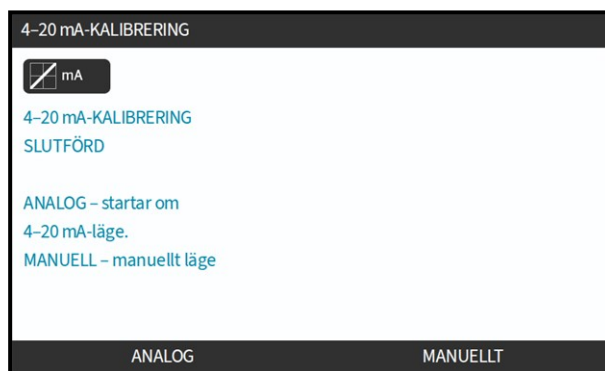 4–20 mA-KALIBRERING
mA
4–20 mA-KALIBRERING
SLUTFÖRD
ANALOG – startar om
4–20 mA-läge.
MANUELL – manuellt läge
ANALOG MANUELLT